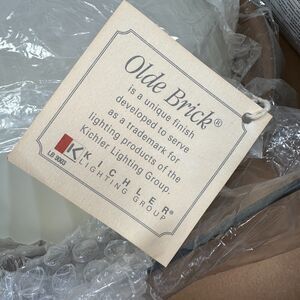 Olde Brick®
is a unique finish
developed to serve
as a trademark for
lighting products of the
Kichler Lighting Group.
KICHLER®
LIGHTING GROUP